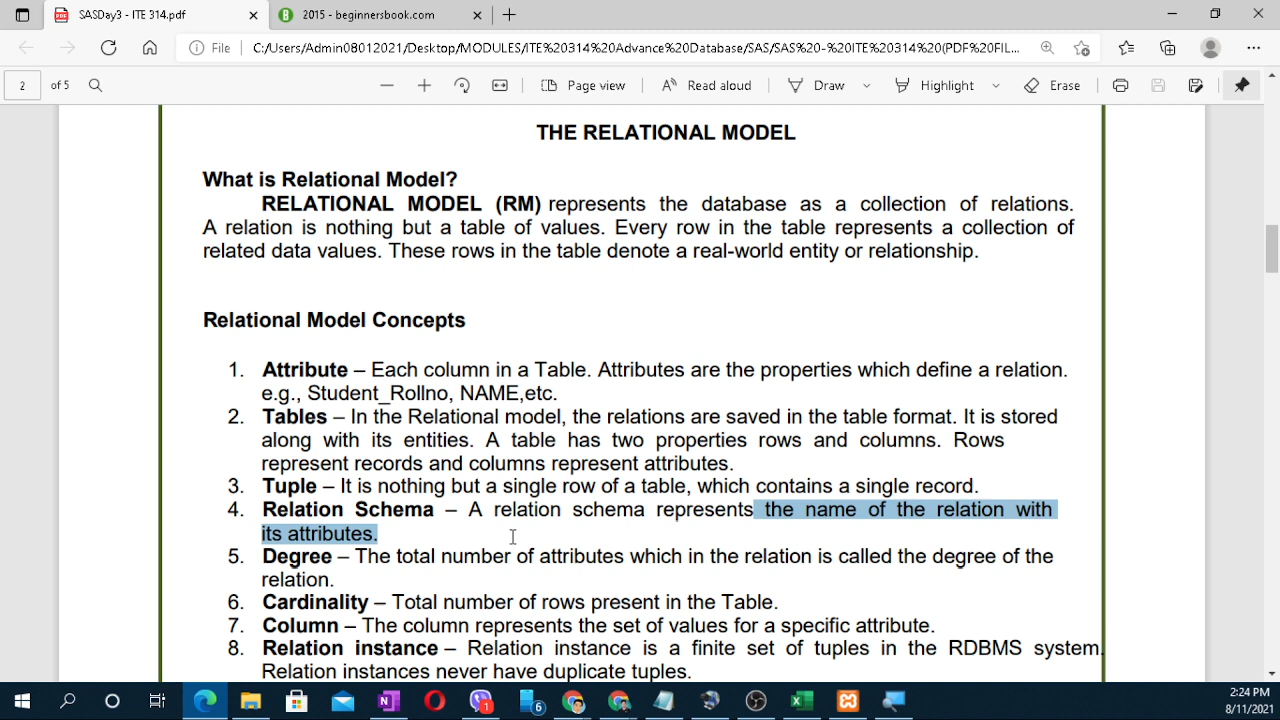 SASDay3 - ITE 314.pdf
2015 - beginnersbook.com
File
C:/Users/Admin08012021/Desktop/MODULES/ITE%20314%20Advance%20Database/SAS/SAS%20-%20ITE%20314%20(PDF%20FIL...
2
of 5
Page view
Read aloud
Draw
Highlight
Erase
THE RELATIONAL MODEL
What is Relational Model?
RELATIONAL MODEL (RM) represents the database as a collection of relations.
A relation is nothing but a table of values. Every row in the table represents a collection of
related data values. These rows in the table denote a real-world entity or relationship.
Relational Model Concepts
1. Attribute – Each column in a Table. Attributes are the properties which define a relation.
e.g., Student_Rollno, NAME,etc.
2. Tables – In the Relational model, the relations are saved in the table format. It is stored
along with its entities. A table has two properties rows and columns. Rows
represent records and columns represent attributes.
3. Tuple – It is nothing but a single row of a table, which contains a single record.
4. Relation Schema – A relation schema represents the name of the relation with
its attributes.
5. Degree – The total number of attributes which in the relation is called the degree of the
relation.
6. Cardinality – Total number of rows present in the Table.
7. Column – The column represents the set of values for a specific attribute.
8. Relation instance – Relation instance is a finite set of tuples in the RDBMS system.
Relation instances never have duplicate tuples.
1
6
2:24 PM
8/11/2021